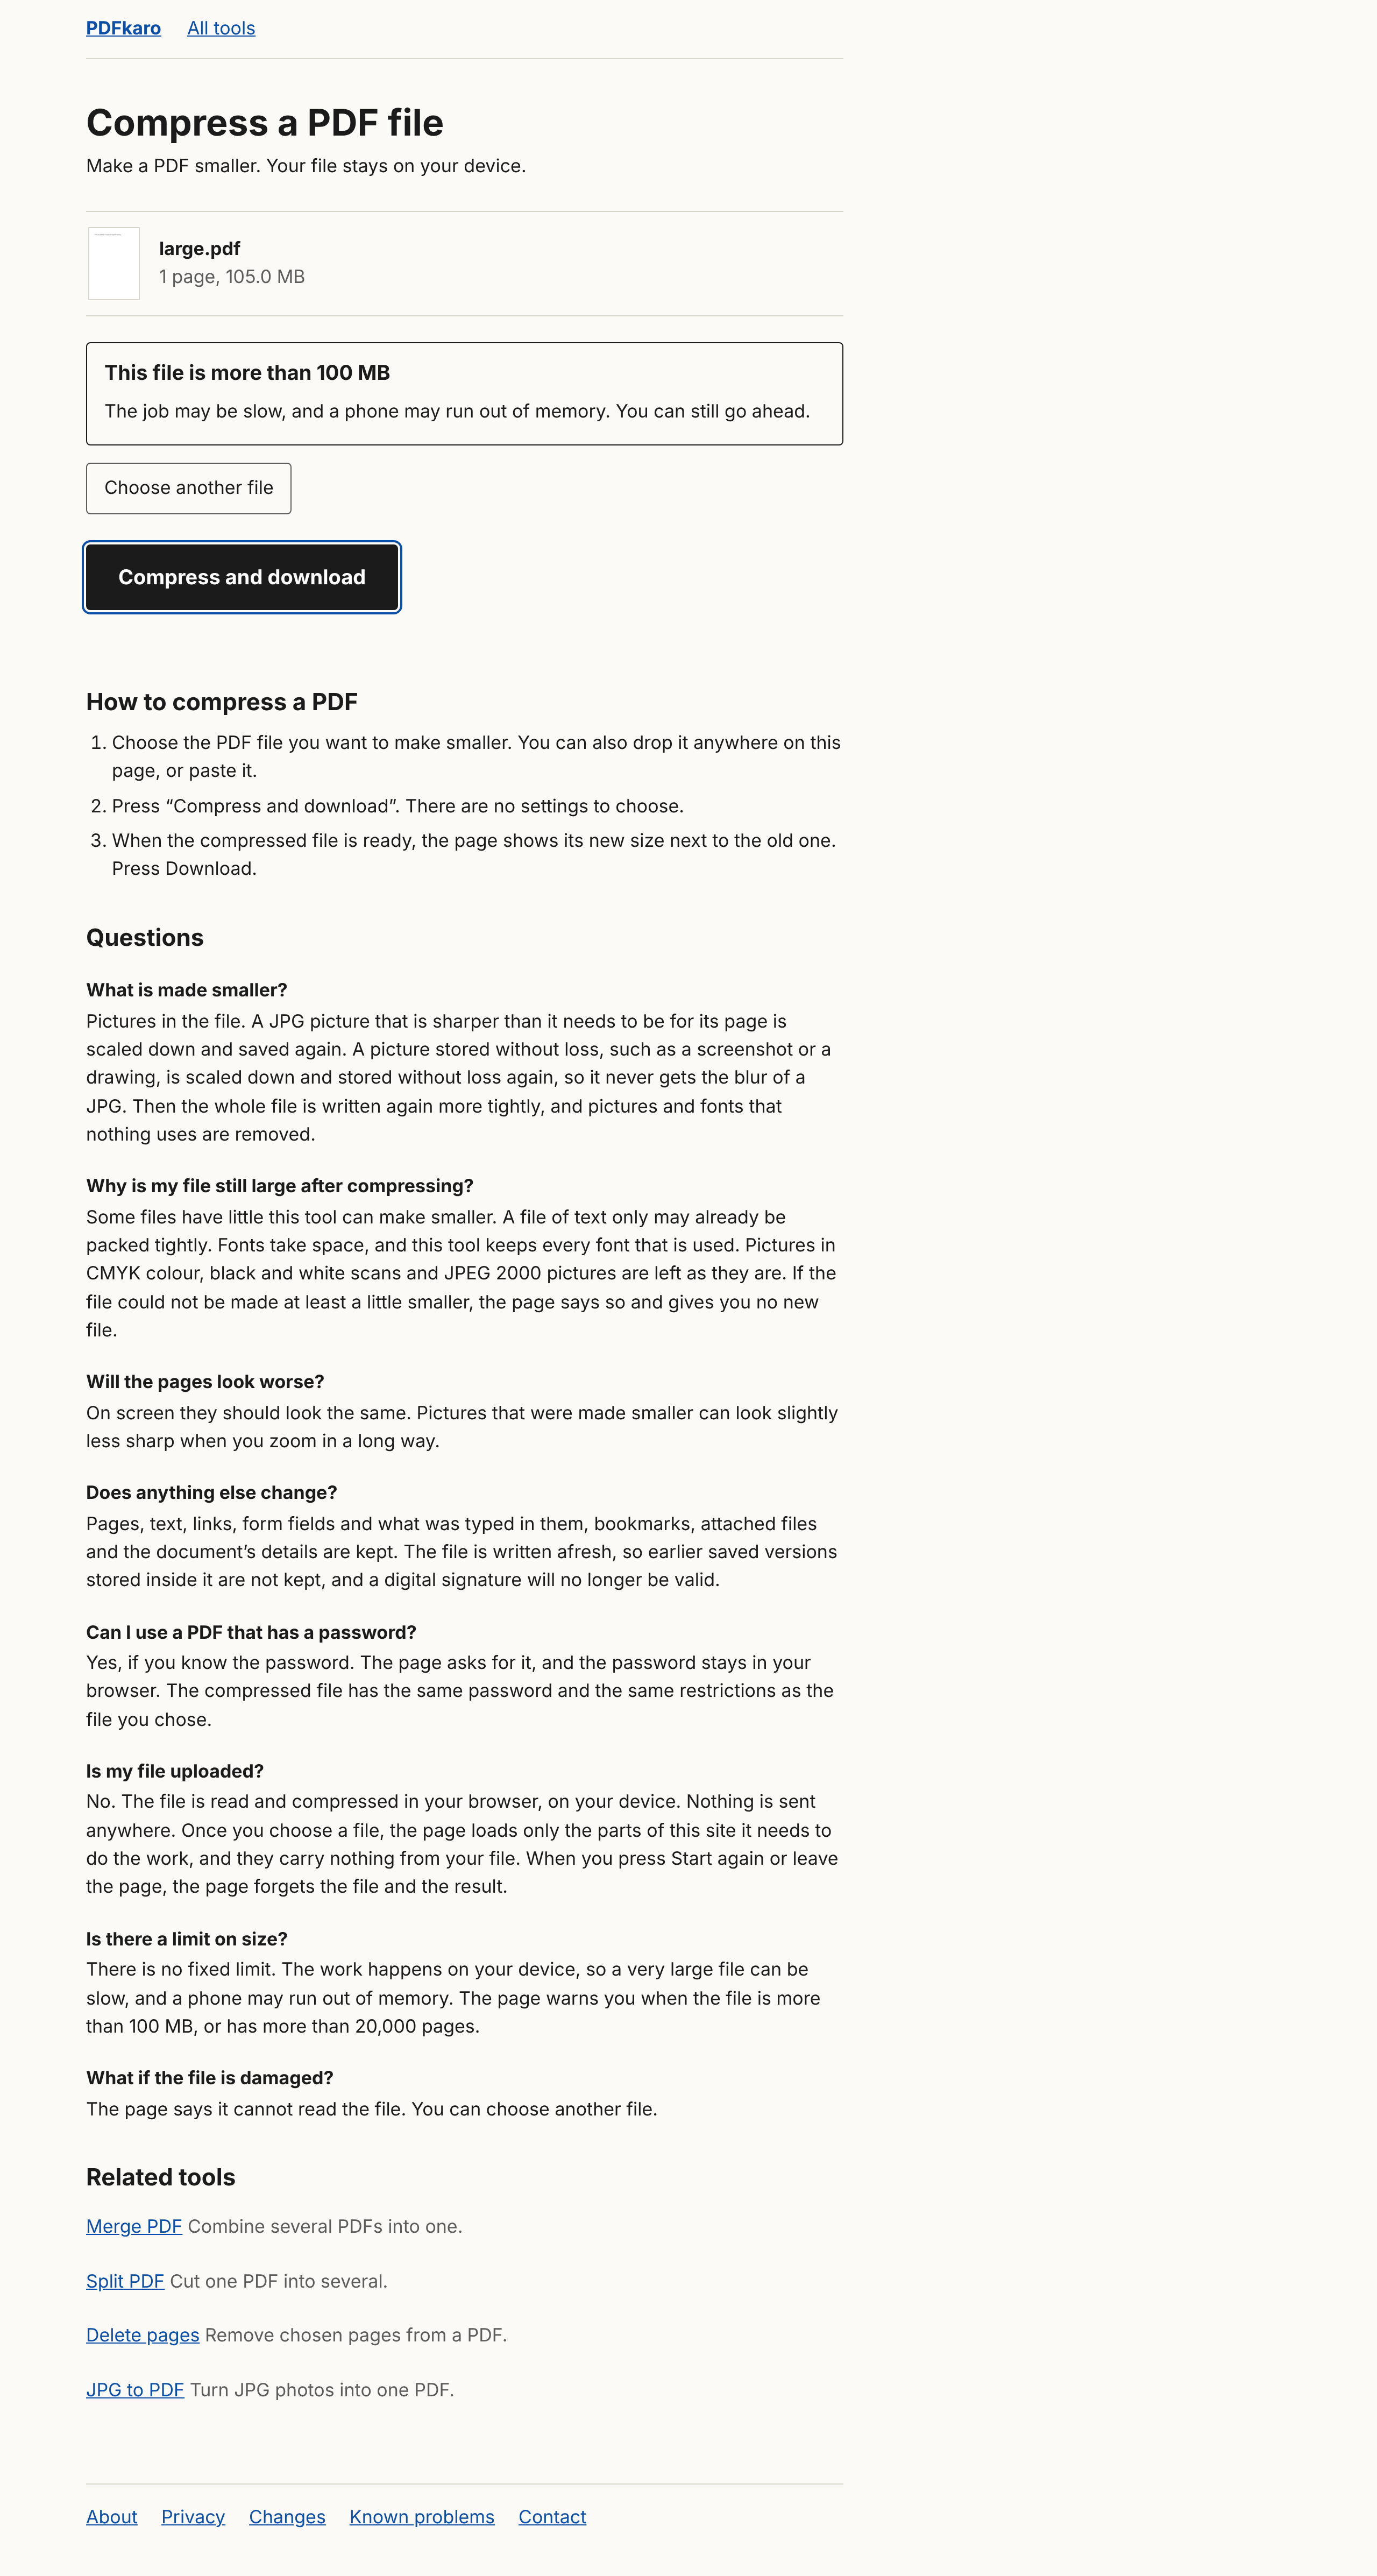 PDFkaro All tools
Compress a PDF file
Make a PDF smaller. Your file stays on your device.
large.pdf
1 page, 105.0 MB
This file is more than 100 MB
The job may be slow, and a phone may run out of memory. You can still go ahead.
Choose another file
Compress and download
How to compress a PDF
1. Choose the PDF file you want to make smaller. You can also drop it anywhere on this
page, or paste it.
2. Press “Compress and download”. There are no settings to choose.
3. When the compressed file is ready, the page shows its new size next to the old one.
Press Download.
Questions
What is made smaller?
Pictures in the file. A JPG picture that is sharper than it needs to be for its page is
scaled down and saved again. A picture stored without loss, such as a screenshot or a
drawing, is scaled down and stored without loss again, so it never gets the blur of a
JPG. Then the whole file is written again more tightly, and pictures and fonts that
nothing uses are removed.
Why is my file still large after compressing?
Some files have little this tool can make smaller. A file of text only may already be
packed tightly. Fonts take space, and this tool keeps every font that is used. Pictures in
CMYK colour, black and white scans and JPEG 2000 pictures are left as they are. If the
file could not be made at least a little smaller, the page says so and gives you no new
file.
Will the pages look worse?
On screen they should look the same. Pictures that were made smaller can look slightly
less sharp when you zoom in a long way.
Does anything else change?
Pages, text, links, form fields and what was typed in them, bookmarks, attached files
and the document’s details are kept. The file is written afresh, so earlier saved versions
stored inside it are not kept, and a digital signature will no longer be valid.
Can I use a PDF that has a password?
Yes, if you know the password. The page asks for it, and the password stays in your
browser. The compressed file has the same password and the same restrictions as the
file you chose.
Is my file uploaded?
No. The file is read and compressed in your browser, on your device. Nothing is sent
anywhere. Once you choose a file, the page loads only the parts of this site it needs to
do the work, and they carry nothing from your file. When you press Start again or leave
the page, the page forgets the file and the result.
Is there a limit on size?
There is no fixed limit. The work happens on your device, so a very large file can be
slow, and a phone may run out of memory. The page warns you when the file is more
than 100 MB, or has more than 20,000 pages.
What if the file is damaged?
The page says it cannot read the file. You can choose another file.
Related tools
Merge PDF Combine several PDFs into one.
Split PDF Cut one PDF into several.
Delete pages Remove chosen pages from a PDF.
JPG to PDF Turn JPG photos into one PDF.
About Privacy Changes Known problems Contact